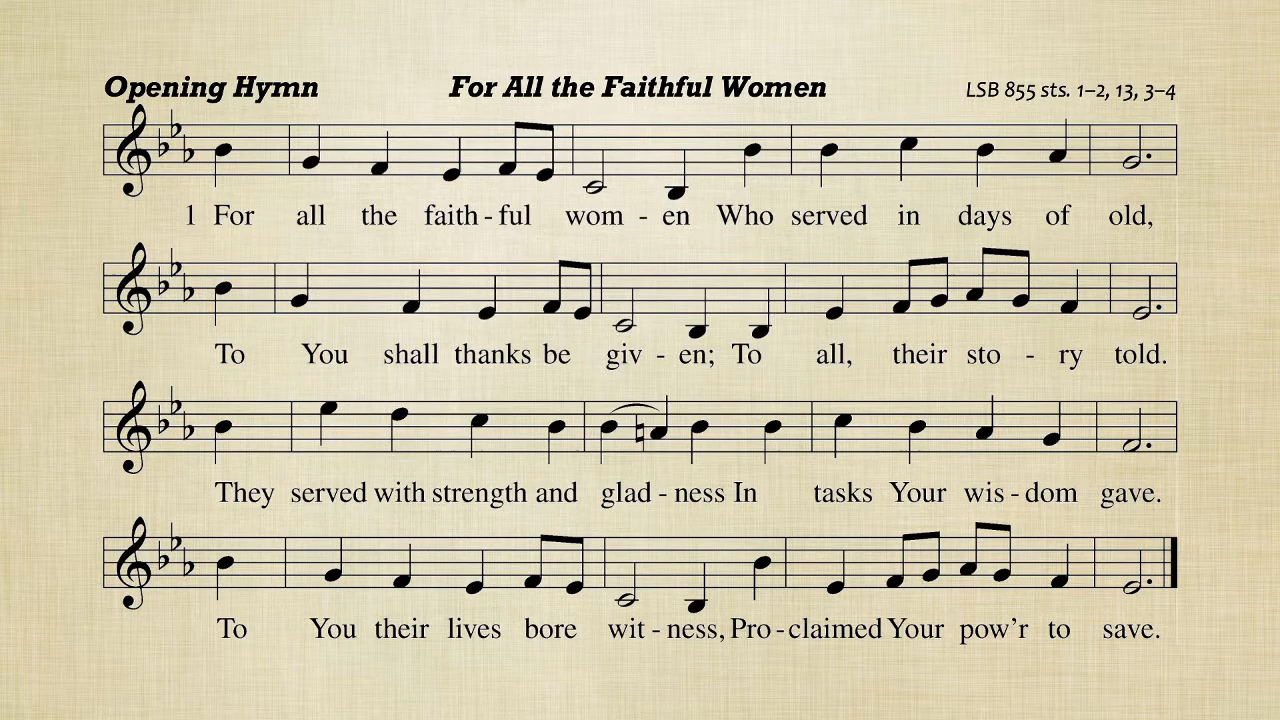 Opening Hymn For All the Faithful Women LSB 855 sts. 1–2, 13, 3–4
1 For all the faith - ful wom - en Who served in days of old,
To You shall thanks be giv - en; To all, their sto - ry told.
They served with strength and glad - ness In tasks Your wis - dom gave.
To You their lives bore wit - ness, Pro - claimed Your pow’r to save.